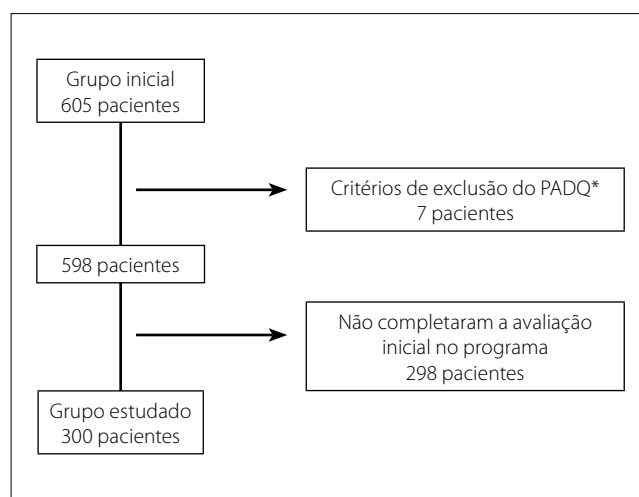 Grupo inicial
605 pacientes
Critérios de exclusão do PADQ*
7 pacientes
598 pacientes
Não completaram a avaliação
inicial no programa
298 pacientes
Grupo estudado
300 pacientes